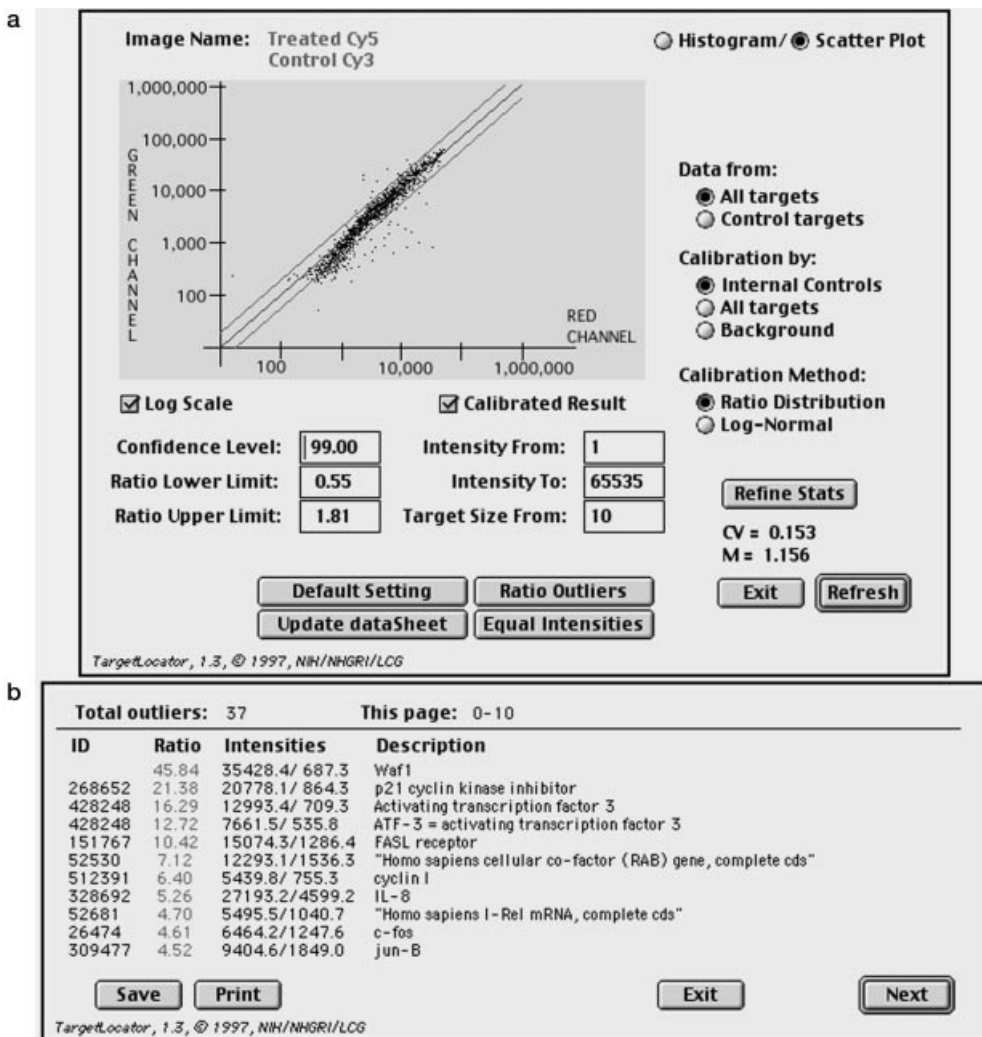 a
Image Name: Treated Cy5
Control Cy3
Histogram/ Scatter Plot
1,000,000
100,000
10,000
1,000
100
GREEN CHANNEL
RED
CHANNEL
100 10,000 1,000,000
Data from:
All targets
Control targets
Calibration by:
Internal Controls
All targets
Background
Calibration Method:
Ratio Distribution
Log-Normal
Log Scale Calibrated Result
Confidence Level: 99.00 Intensity From: 1
Ratio Lower Limit: 0.55 Intensity To: 65535
Ratio Upper Limit: 1.81 Target Size From: 10
Refine Stats
CV = 0.153
M = 1.156
Default Setting Ratio Outliers Exit Refresh
Update dataSheet Equal Intensities
TargetLocator, 1.3, © 1997, NIH/NHGRI/LCG
b
Total outliers: 37 This page: 0-10
ID Ratio Intensities Description
45.84 35428.4/ 687.3 Waf1
268652 21.38 20778.1/ 864.3 p21 cyclin kinase inhibitor
428248 16.29 12993.4/ 709.3 Activating transcription factor 3
428248 12.72 7661.5/ 535.8 ATF-3 = activating transcription factor 3
151767 10.42 15074.3/1286.4 FASL receptor
52530 7.12 12293.1/1536.3 "Homo sapiens cellular co-factor (RAB) gene, complete cds"
512391 6.40 5439.8/ 755.3 cyclin I
328692 5.26 27193.2/4599.2 IL-8
52681 4.70 5495.5/1040.7 "Homo sapiens I-Rel mRNA, complete cds"
26474 4.61 6464.2/1247.6 c-fos
309477 4.52 9404.6/1849.0 jun-B
Save Print Exit Next
TargetLocator, 1.3, © 1997, NIH/NHGRI/LCG